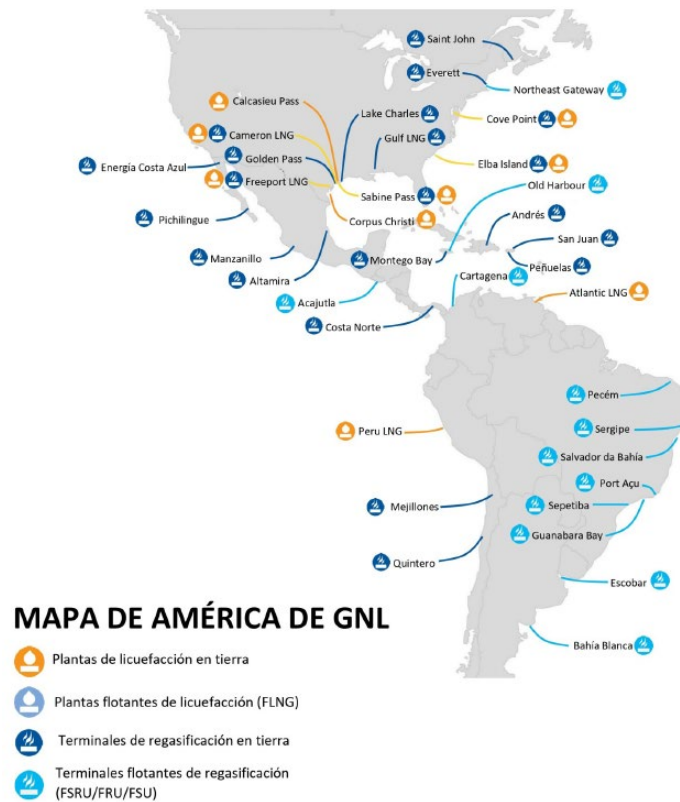 Saint John
Everett
Northeast Gateway
Calcasieu Pass
Lake Charles
Cove Point
Cameron LNG
Gulf LNG
Golden Pass
Energía Costa Azul
Elba Island
Freeport LNG
Old Harbour
Sabine Pass
Pichilingue
Corpus Christi
Andrés
San Juan
Manzanillo
Montego Bay
Peñuelas
Altamira
Cartagena
Atlantic LNG
Acajutla
Costa Norte
Pecém
Peru LNG
Sergipe
Salvador da Bahía
Port Açu
Mejillones
Sepetiba
Guanabara Bay
Quintero
Escobar
Bahía Blanca
MAPA DE AMÉRICA DE GNL
Plantas de licuefacción en tierra
Plantas flotantes de licuefacción (FLNG)
Terminales de regasificación en tierra
Terminales flotantes de regasificación
(FSRU/FRU/FSU)